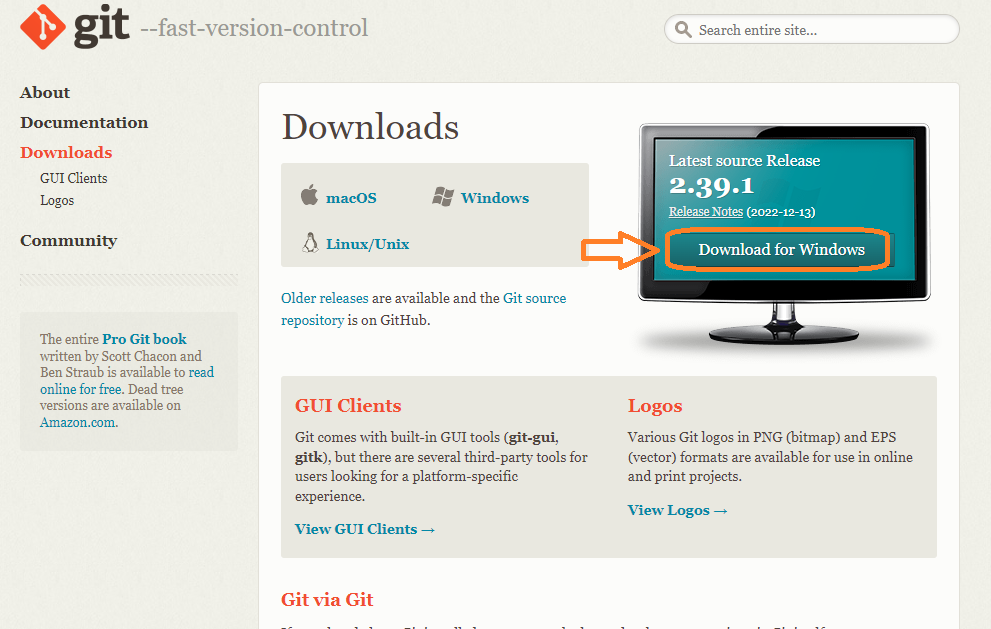 git --fast-version-control
Search entire site...
About
Documentation
Downloads
GUI Clients
Logos
Community
The entire Pro Git book
written by Scott Chacon and
Ben Straub is available to read
online for free. Dead tree
versions are available on
Amazon.com.
Downloads
macOS
Windows
Linux/Unix
Older releases are available and the Git source
repository is on GitHub.
Latest source Release
2.39.1
Release Notes (2022-12-13)
Download for Windows
GUI Clients
Git comes with built-in GUI tools (git-gui,
gitk), but there are several third-party tools for
users looking for a platform-specific
experience.
View GUI Clients →
Logos
Various Git logos in PNG (bitmap) and EPS
(vector) formats are available for use in online
and print projects.
View Logos →
Git via Git